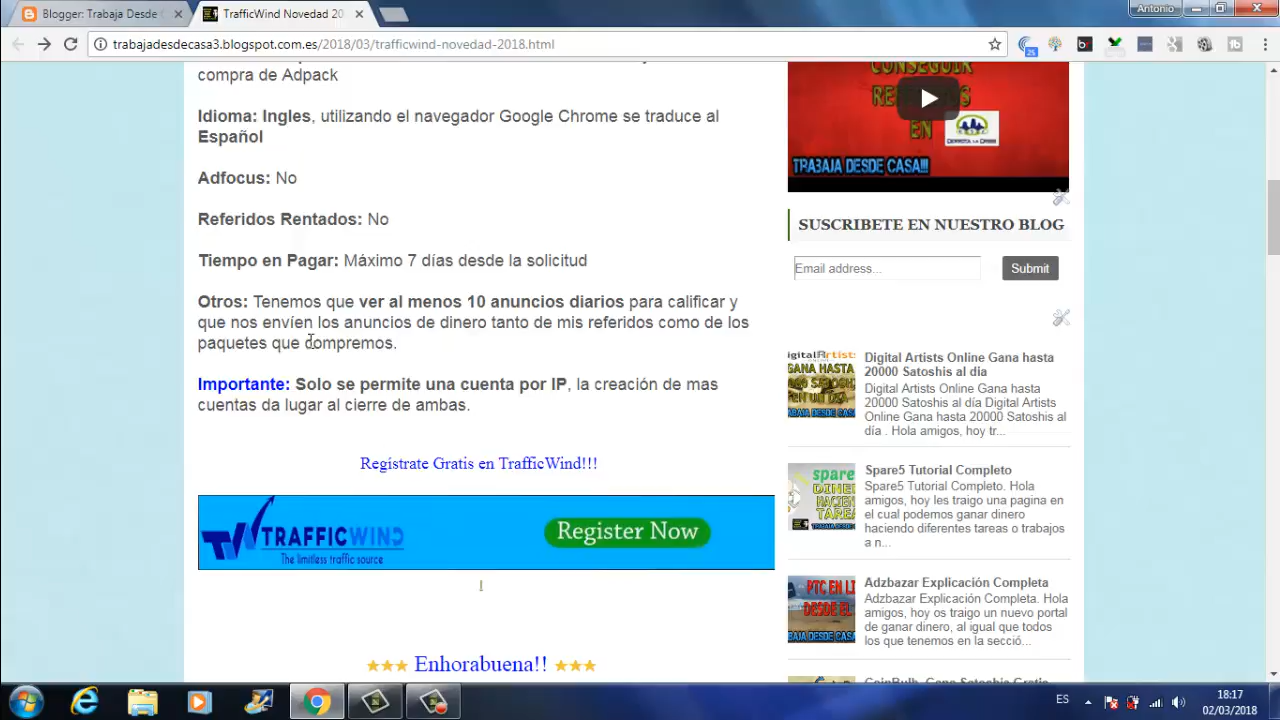 Antonio
Blogger: Trabaja Desde C
TrafficWind Novedad 20
trabajadesdecasa3.blogspot.com.es/2018/03/trafficwind-novedad-2018.html
compra de Adpack
Idioma: Ingles, utilizando el navegador Google Chrome se traduce al
Español
Adfocus: No
Referidos Rentados: No
Tiempo en Pagar: Máximo 7 días desde la solicitud
Otros: Tenemos que ver al menos 10 anuncios diarios para calificar y
que nos envíen los anuncios de dinero tanto de mis referidos como de los
paquetes que compremos.
Importante: Solo se permite una cuenta por IP, la creación de mas
cuentas da lugar al cierre de ambas.
Regístrate Gratis en TrafficWind!!!
TRAFFICWIND
The limitless traffic source
Register Now
Enhorabuena!!
CONSEGUIR
EN
TRABAJA DESDE CASA!!!
SUSCRIBETE EN NUESTRO BLOG
Email address...
Submit
Digital Artists Online Gana hasta
20000 Satoshis al dia
Digital Artists Online Gana hasta
20000 Satoshis al día Digital Artists
Online Gana hasta 20000 Satoshis al
día . Hola amigos, hoy tr...
Spare5 Tutorial Completo
Spare5 Tutorial Completo. Hola
amigos, hoy les traigo una pagina en
el cual podemos ganar dinero
haciendo diferentes tareas o trabajos
a n...
Adzbazar Explicación Completa
Adzbazar Explicación Completa. Hola
amigos, hoy os traigo un nuevo portal
de ganar dinero, al igual que todos
los que tenemos en la secció...
CoinBulb, Gana Satoshis Gratis
ES
18:17
02/03/2018